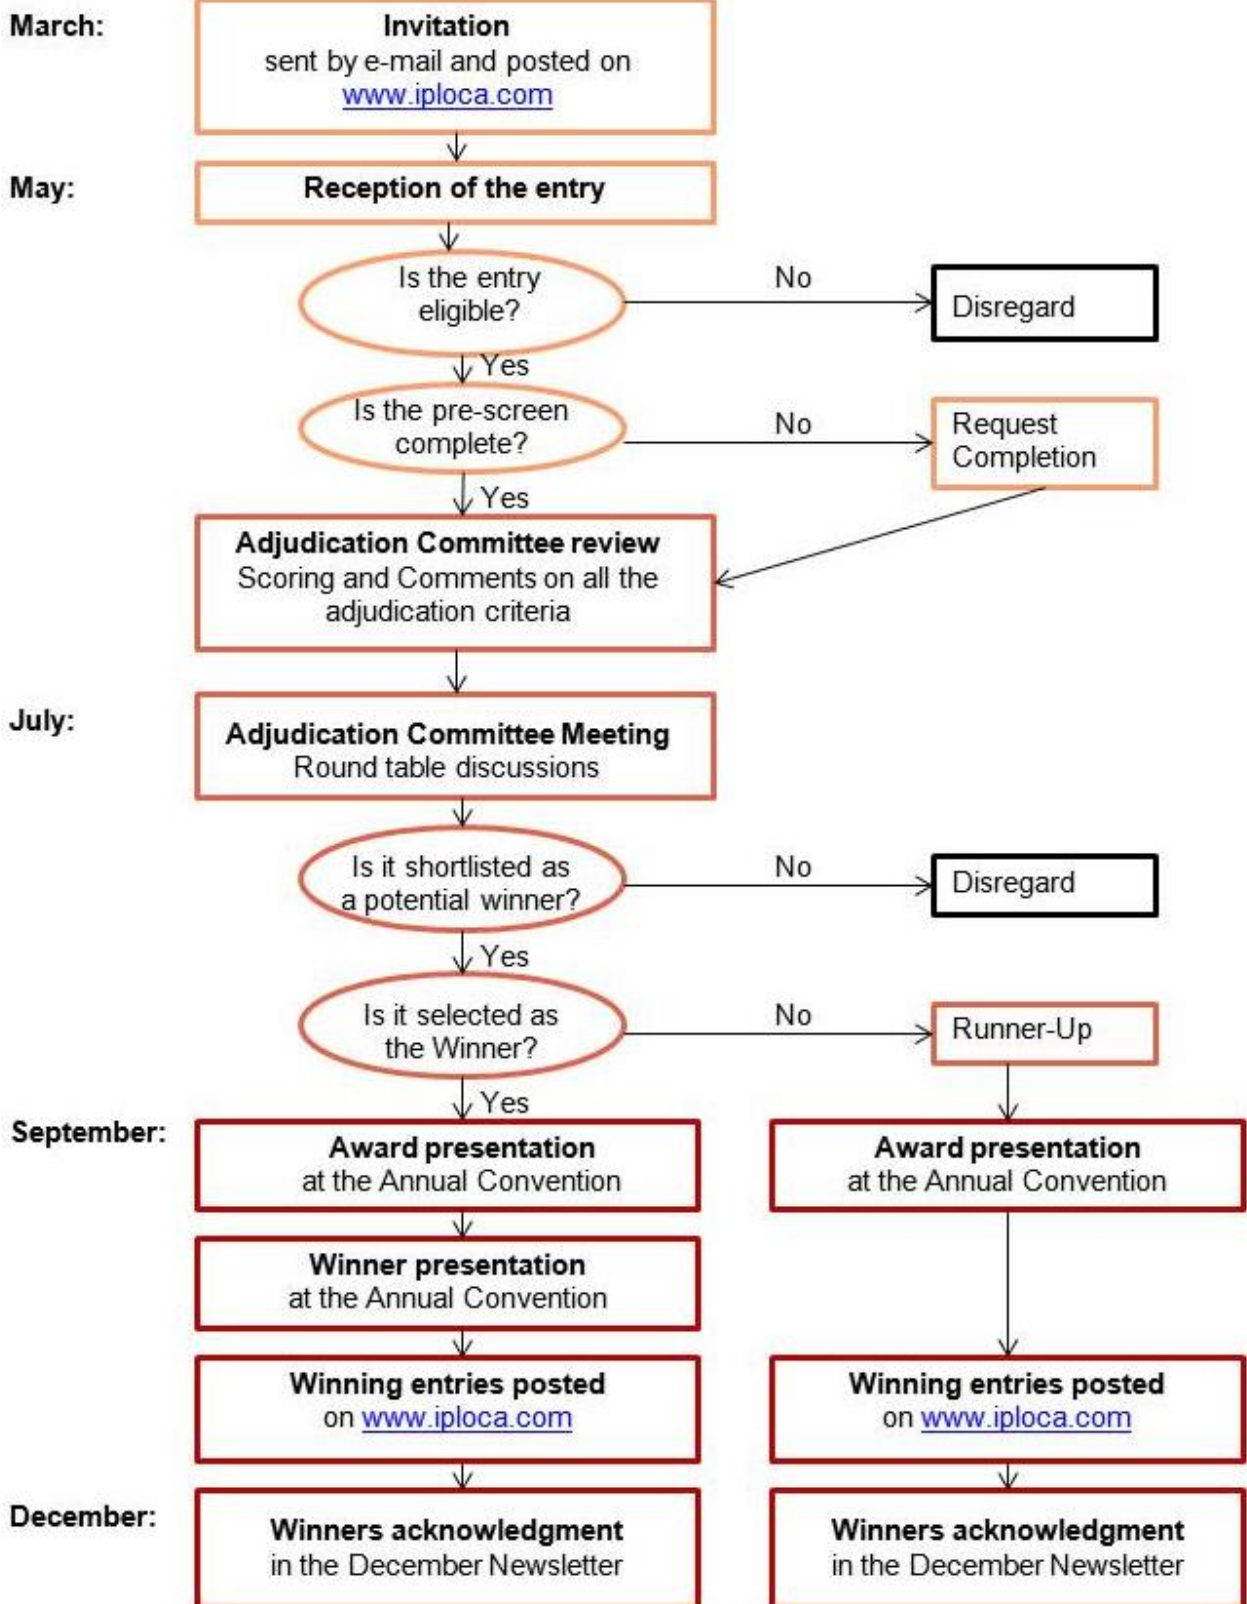 March:
Invitation
sent by e-mail and posted on
www.iploca.com
May:
Reception of the entry
Is the entry
eligible?
No
Disregard
Yes
Is the pre-screen
complete?
No
Request
Completion
Yes
Adjudication Committee review
Scoring and Comments on all the
adjudication criteria
July:
Adjudication Committee Meeting
Round table discussions
Is it shortlisted as
a potential winner?
No
Disregard
Yes
Is it selected as
the Winner?
No
Runner-Up
Yes
September:
Award presentation
at the Annual Convention
Award presentation
at the Annual Convention
Winner presentation
at the Annual Convention
Winning entries posted
on www.iploca.com
Winning entries posted
on www.iploca.com
December:
Winners acknowledgment
in the December Newsletter
Winners acknowledgment
in the December Newsletter